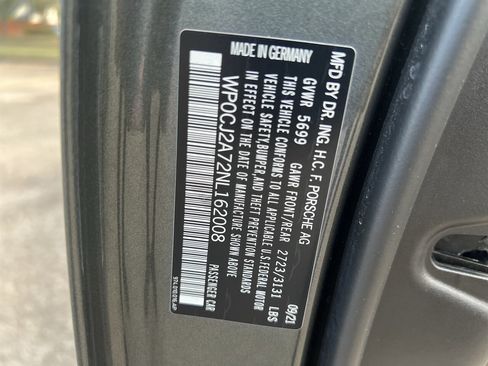 MFD BY DR. ING. H.C. F. PORSCHE AG
GVWR 5699 GAWR FRONT/REAR 2723/3131 LBS
09/21
THIS VEHICLE CONFORMS TO ALL APPLICABLE U.S.FEDERAL MOTOR
VEHICLE SAFETY,BUMPER,AND THEFT PREVENTION STANDARDS
IN EFFECT ON THE DATE OF MANUFACTURE SHOWN ABOVE
WP0CJ2A72NL162008
PASSENGER CAR
MADE IN GERMANY